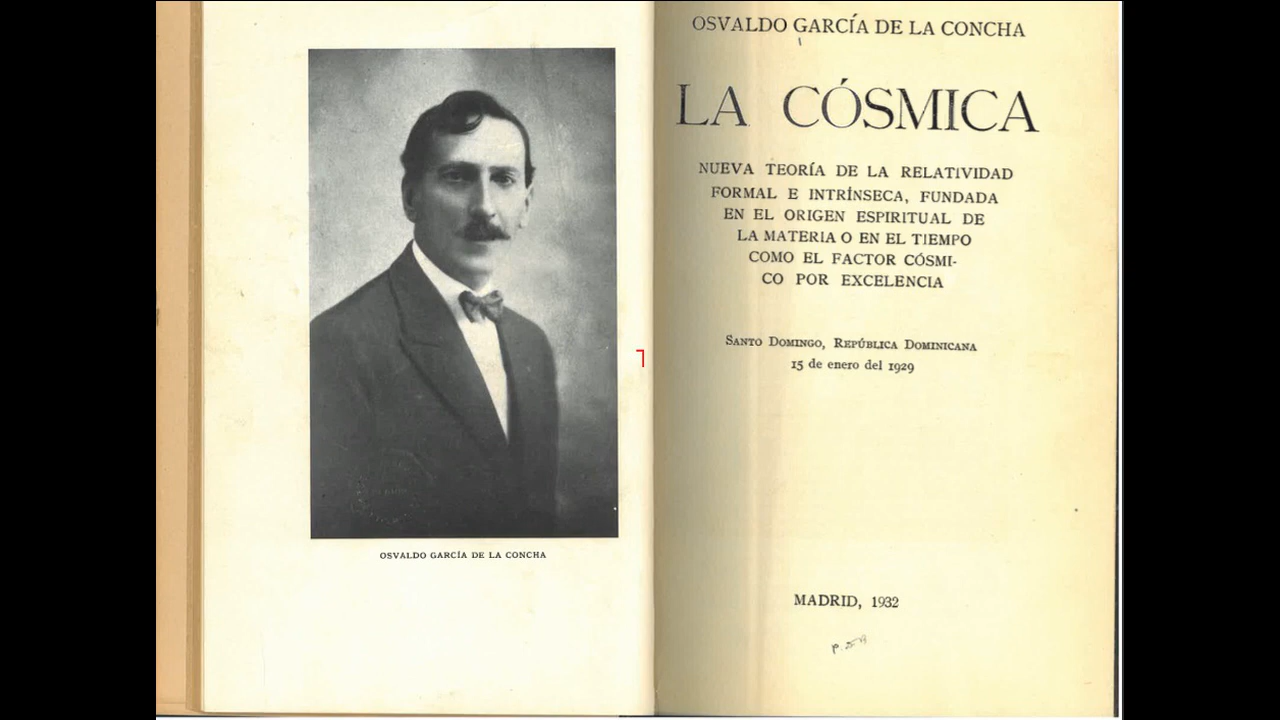 OSVALDO GARCÍA DE LA CONCHA
OSVALDO GARCÍA DE LA CONCHA
LA CÓSMICA
NUEVA TEORÍA DE LA RELATIVIDAD
FORMAL E INTRÍNSECA, FUNDADA
EN EL ORIGEN ESPIRITUAL DE
LA MATERIA O EN EL TIEMPO
COMO EL FACTOR CÓSMI-
CO POR EXCELENCIA
SANTO DOMINGO, REPÚBLICA DOMINICANA
15 de enero del 1929
MADRID, 1932